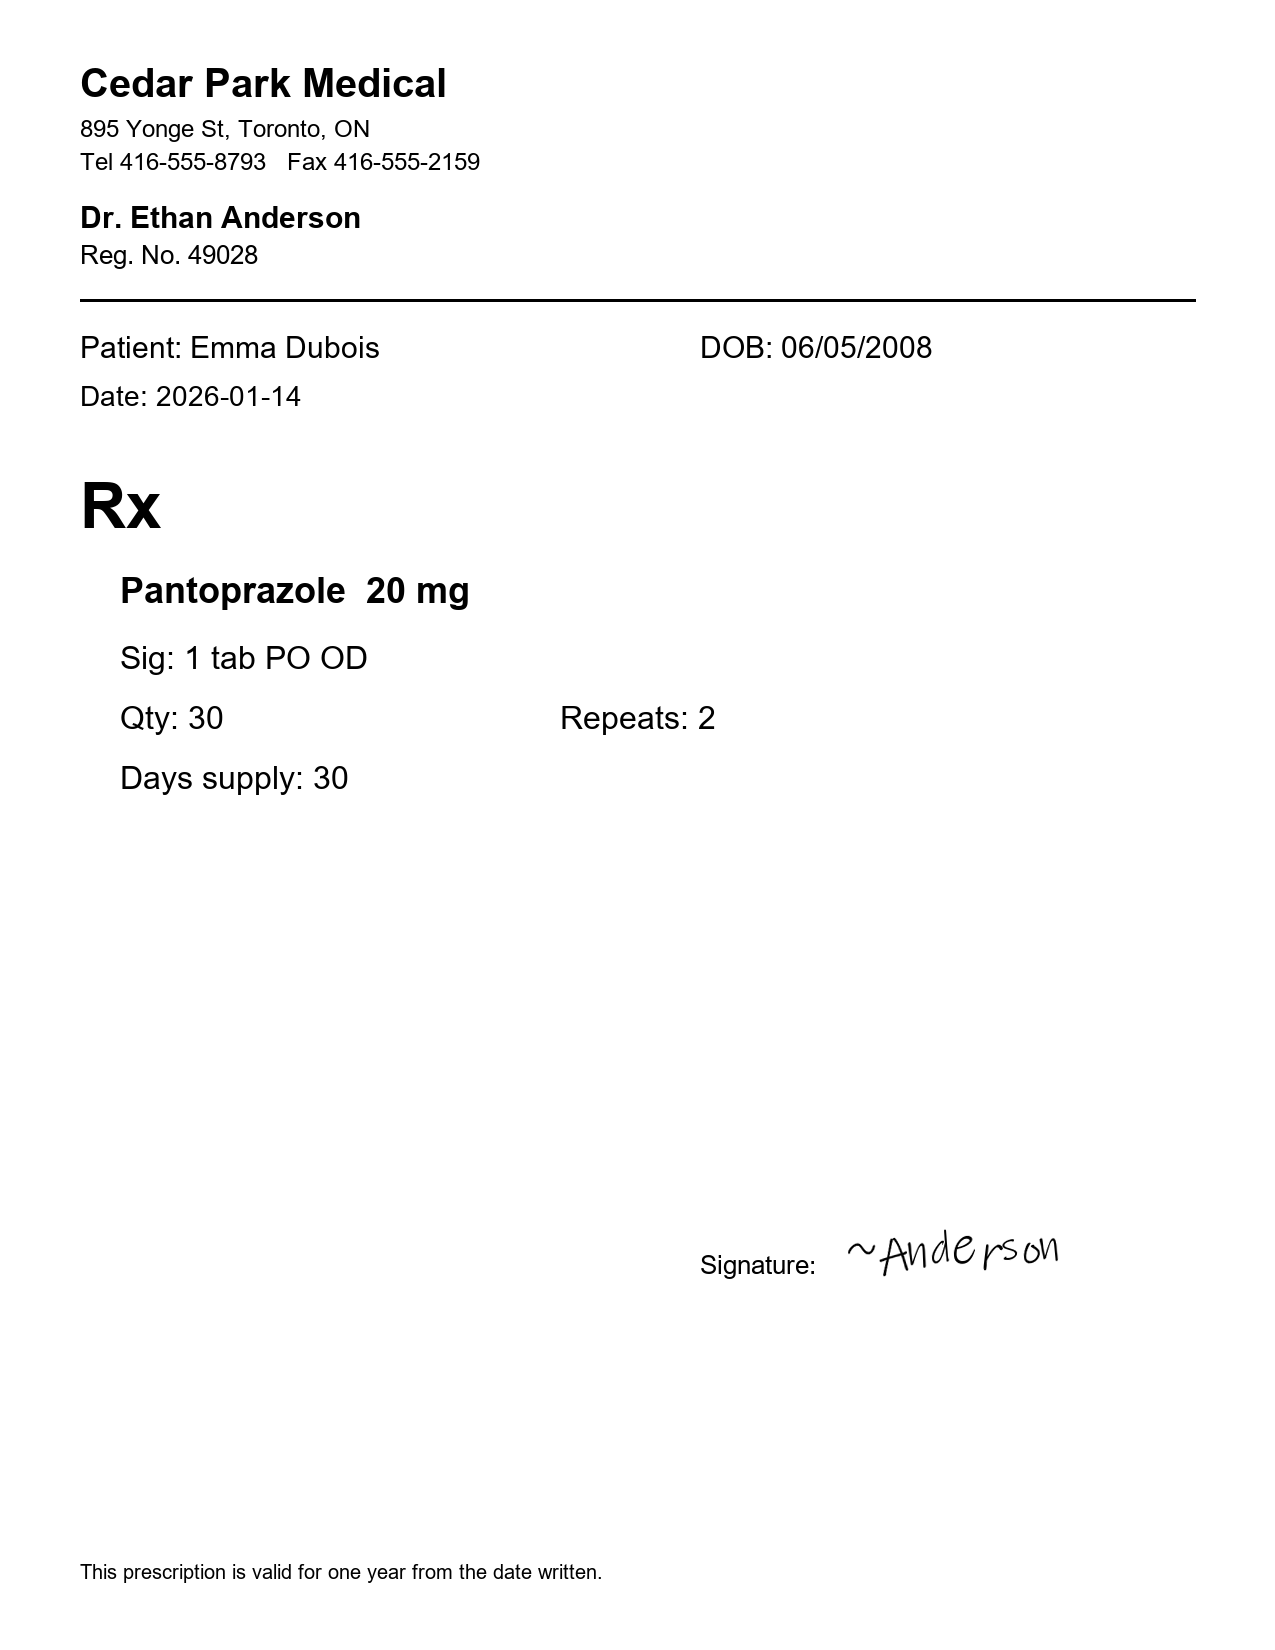 Cedar Park Medical
895 Yonge St, Toronto, ON
Tel 416-555-8793 Fax 416-555-2159
Dr. Ethan Anderson
Reg. No. 49028
Patient: Emma Dubois DOB: 06/05/2008
Date: 2026-01-14
Rx
Pantoprazole 20 mg
Sig: 1 tab PO OD
Qty: 30 Repeats: 2
Days supply: 30
Signature: ~Anderson
This prescription is valid for one year from the date written.